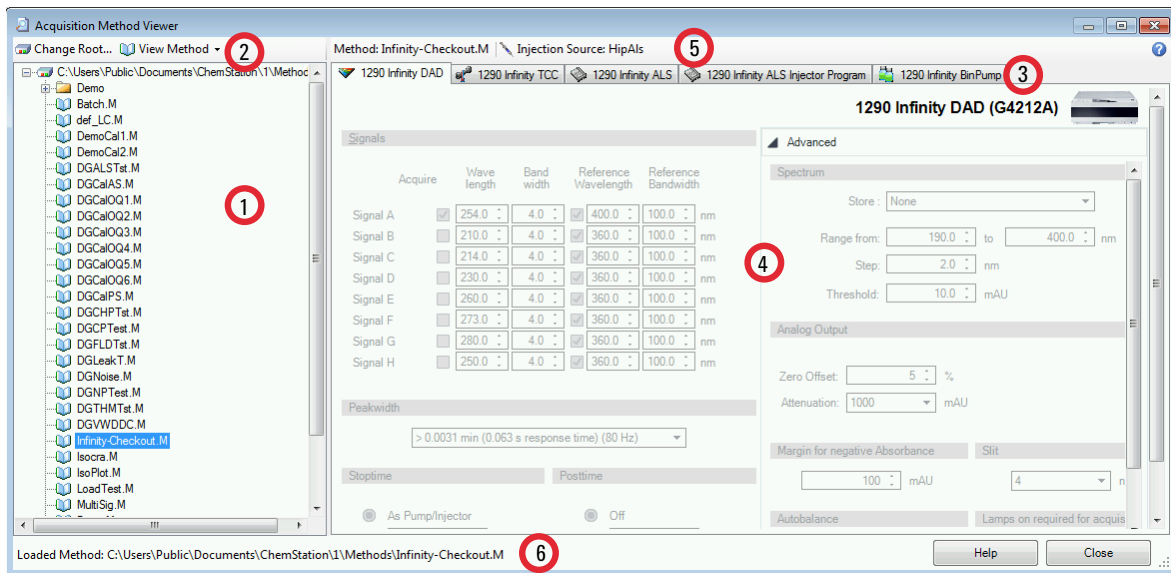 Acquisition Method Viewer
Change Root... View Method
2
Method: Infinity-Checkout.M Injection Source: HipAls
5
C:\Users\Public\Documents\ChemStation\1\Methoc
Demo
Batch.M
def_LC.M
DemoCal1.M
DemoCal2.M
DGALSTst.M
DGCalAS.M
DGCalOQ1.M
DGCalOQ2.M
DGCalOQ3.M
DGCalOQ4.M
DGCalOQ5.M
DGCalOQ6.M
DGCalPS.M
DGCHPTst.M
DGCPTest.M
DGFLDTst.M
DGLeakT.M
DGNoise.M
DGNPTest.M
DGTHMTst.M
DGVWDDC.M
Infinity-Checkout.M
Isocra.M
IsoPlot.M
LoadTest.M
MultiSig.M
1
1290 Infinity DAD 1290 Infinity TCC 1290 Infinity ALS 1290 Infinity ALS Injector Program 1290 Infinity BinPump
3
1290 Infinity DAD (G4212A)
Signals
Acquire Wave length Band width Reference Wavelength Reference Bandwidth
Signal A 254.0 4.0 400.0 100.0 nm
Signal B 210.0 4.0 360.0 100.0 nm
Signal C 214.0 4.0 360.0 100.0 nm
Signal D 230.0 4.0 360.0 100.0 nm
Signal E 260.0 4.0 360.0 100.0 nm
Signal F 273.0 4.0 360.0 100.0 nm
Signal G 280.0 4.0 360.0 100.0 nm
Signal H 250.0 4.0 360.0 100.0 nm
Peakwidth
> 0.0031 min (0.063 s response time) (80 Hz)
Stoptime Posttime
As Pump/Injector Off
Advanced
Spectrum
Store : None
Range from: 190.0 to 400.0 nm
4
Step: 2.0 nm
Threshold: 10.0 mAU
Analog Output
Zero Offset: 5 %
Attenuation: 1000 mAU
Margin for negative Absorbance Slit
100 mAU 4 n
Autobalance Lamps on required for acquis
Loaded Method: C:\Users\Public\Documents\ChemStation\1\Methods\Infinity-Checkout.M
6
Help Close